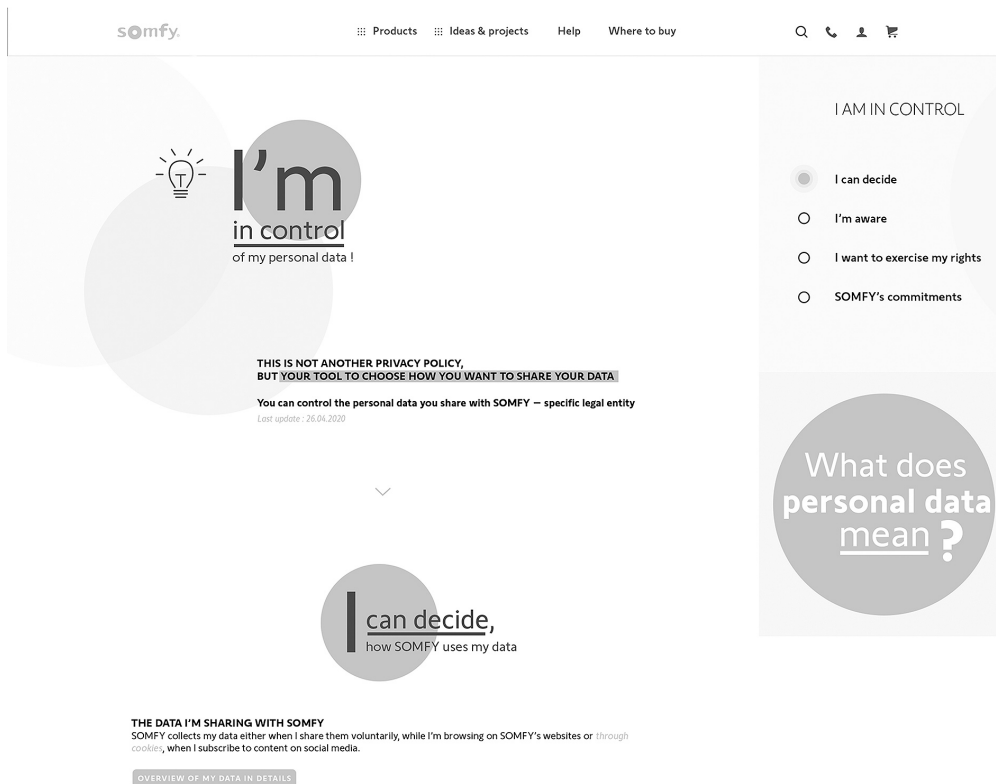 somfy.
Products
Ideas & projects
Help
Where to buy
I'm
in control
of my personal data !
THIS IS NOT ANOTHER PRIVACY POLICY,
BUT YOUR TOOL TO CHOOSE HOW YOU WANT TO SHARE YOUR DATA
You can control the personal data you share with SOMFY – specific legal entity
Last update : 26.04.2020
I can decide,
how SOMFY uses my data
THE DATA I'M SHARING WITH SOMFY
SOMFY collects my data either when I share them voluntarily, while I'm browsing on SOMFY's websites or through
cookies, when I subscribe to content on social media.
OVERVIEW OF MY DATA IN DETAILS
I AM IN CONTROL
I can decide
I'm aware
I want to exercise my rights
SOMFY's commitments
What does
personal data
mean ?